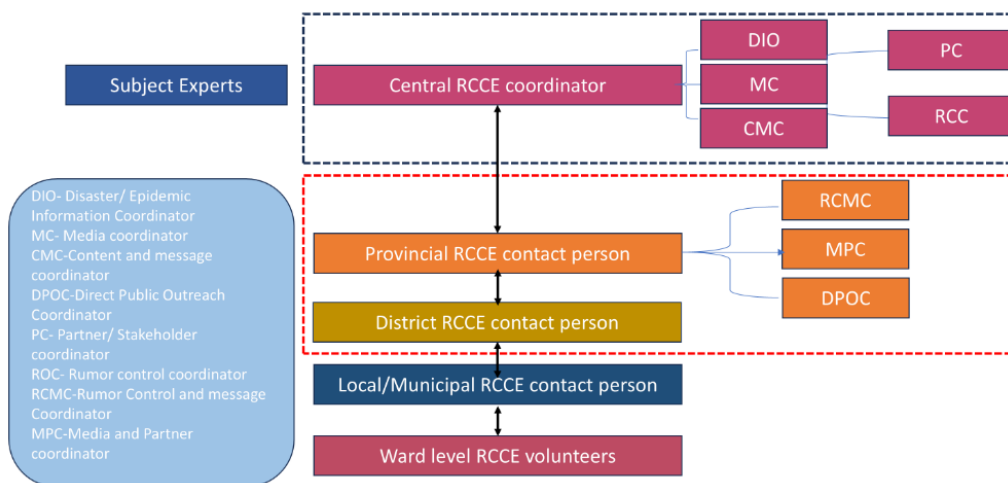 DIO
PC
Subject Experts
Central RCCE coordinator
MC
CMC
RCC
DIO- Disaster/ Epidemic
Information Coordinator
MC- Media coordinator
CMC-Content and message
coordinator
DPOC-Direct Public Outreach
Coordinator
PC- Partner/ Stakeholder
coordinator
ROC- Rumor control coordinator
RCMC-Rumor Control and message
Coordinator
MPC-Media and Partner
coordinator
RCMC
Provincial RCCE contact person
MPC
DPOC
District RCCE contact person
Local/Municipal RCCE contact person
Ward level RCCE volunteers